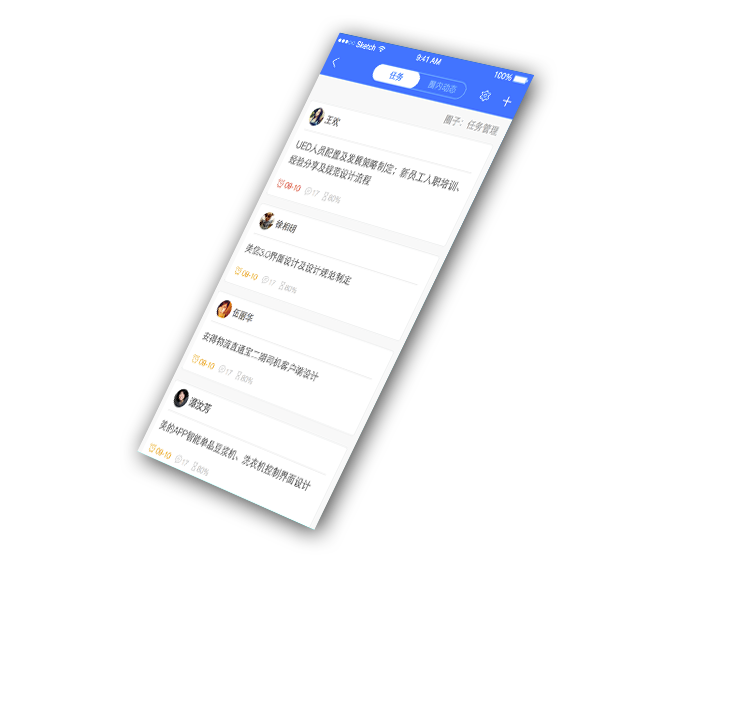 Sketch 9:41 AM 100%
任务 圈内动态
圈子：任务管理
王欢
UED人员配置及发展策略制定；新员工入职培训、
经验分享及规范设计流程
09-10 17 80%
徐相明
美信3.0界面设计及设计规范制定
09-10 17 80%
伍丽华
安得物流直通宝二期司机客户端设计
09-10 17 80%
谭汝芳
美的APP智能单品豆浆机、洗衣机控制界面设计
09-10 17 80%